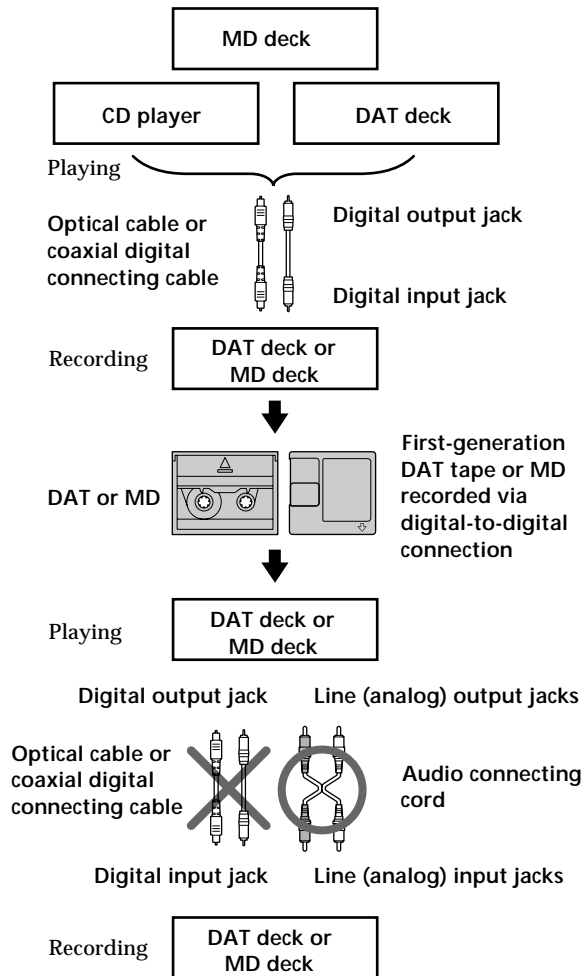 MD deck
CD player
DAT deck
Playing
Optical cable or
coaxial digital
connecting cable
Digital output jack
Digital input jack
Recording
DAT deck or
MD deck
DAT or MD
First-generation
DAT tape or MD
recorded via
digital-to-digital
connection
Playing
DAT deck or
MD deck
Digital output jack
Line (analog) output jacks
Optical cable or
coaxial digital
connecting cable
Audio connecting
cord
Digital input jack
Line (analog) input jacks
Recording
DAT deck or
MD deck